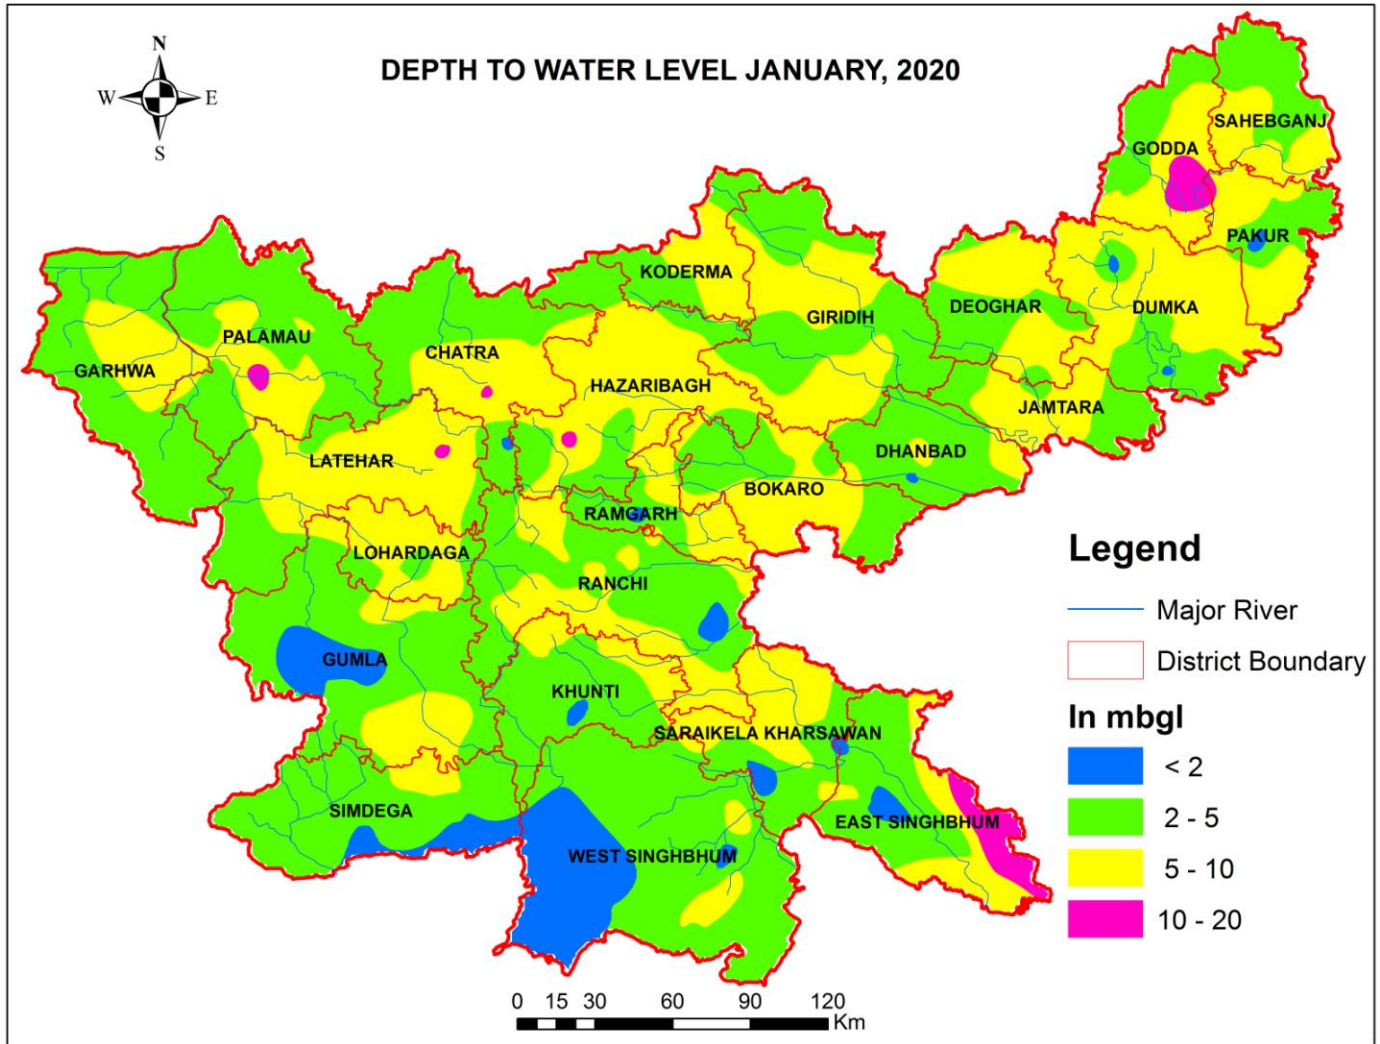 N
W E
S
DEPTH TO WATER LEVEL JANUARY, 2020
SAHEBGANJ
GODDA
PAKUR
KODERMA
DEOGHAR
DUMKA
GIRIDIH
PALAMAU
CHATRA
GARHWA
HAZARIBAGH
JAMTARA
DHANBAD
LATEHAR
BOKARO
RAMGARH
LOHARDAGA
RANCHI
GUMLA
KHUNTI
SARAIKELA KHARSAWAN
SIMDEGA
EAST SINGHBHUM
WEST SINGHBHUM
Legend
Major River
District Boundary
In mbgl
< 2
2 - 5
5 - 10
10 - 20
0 15 30 60 90 120
Km